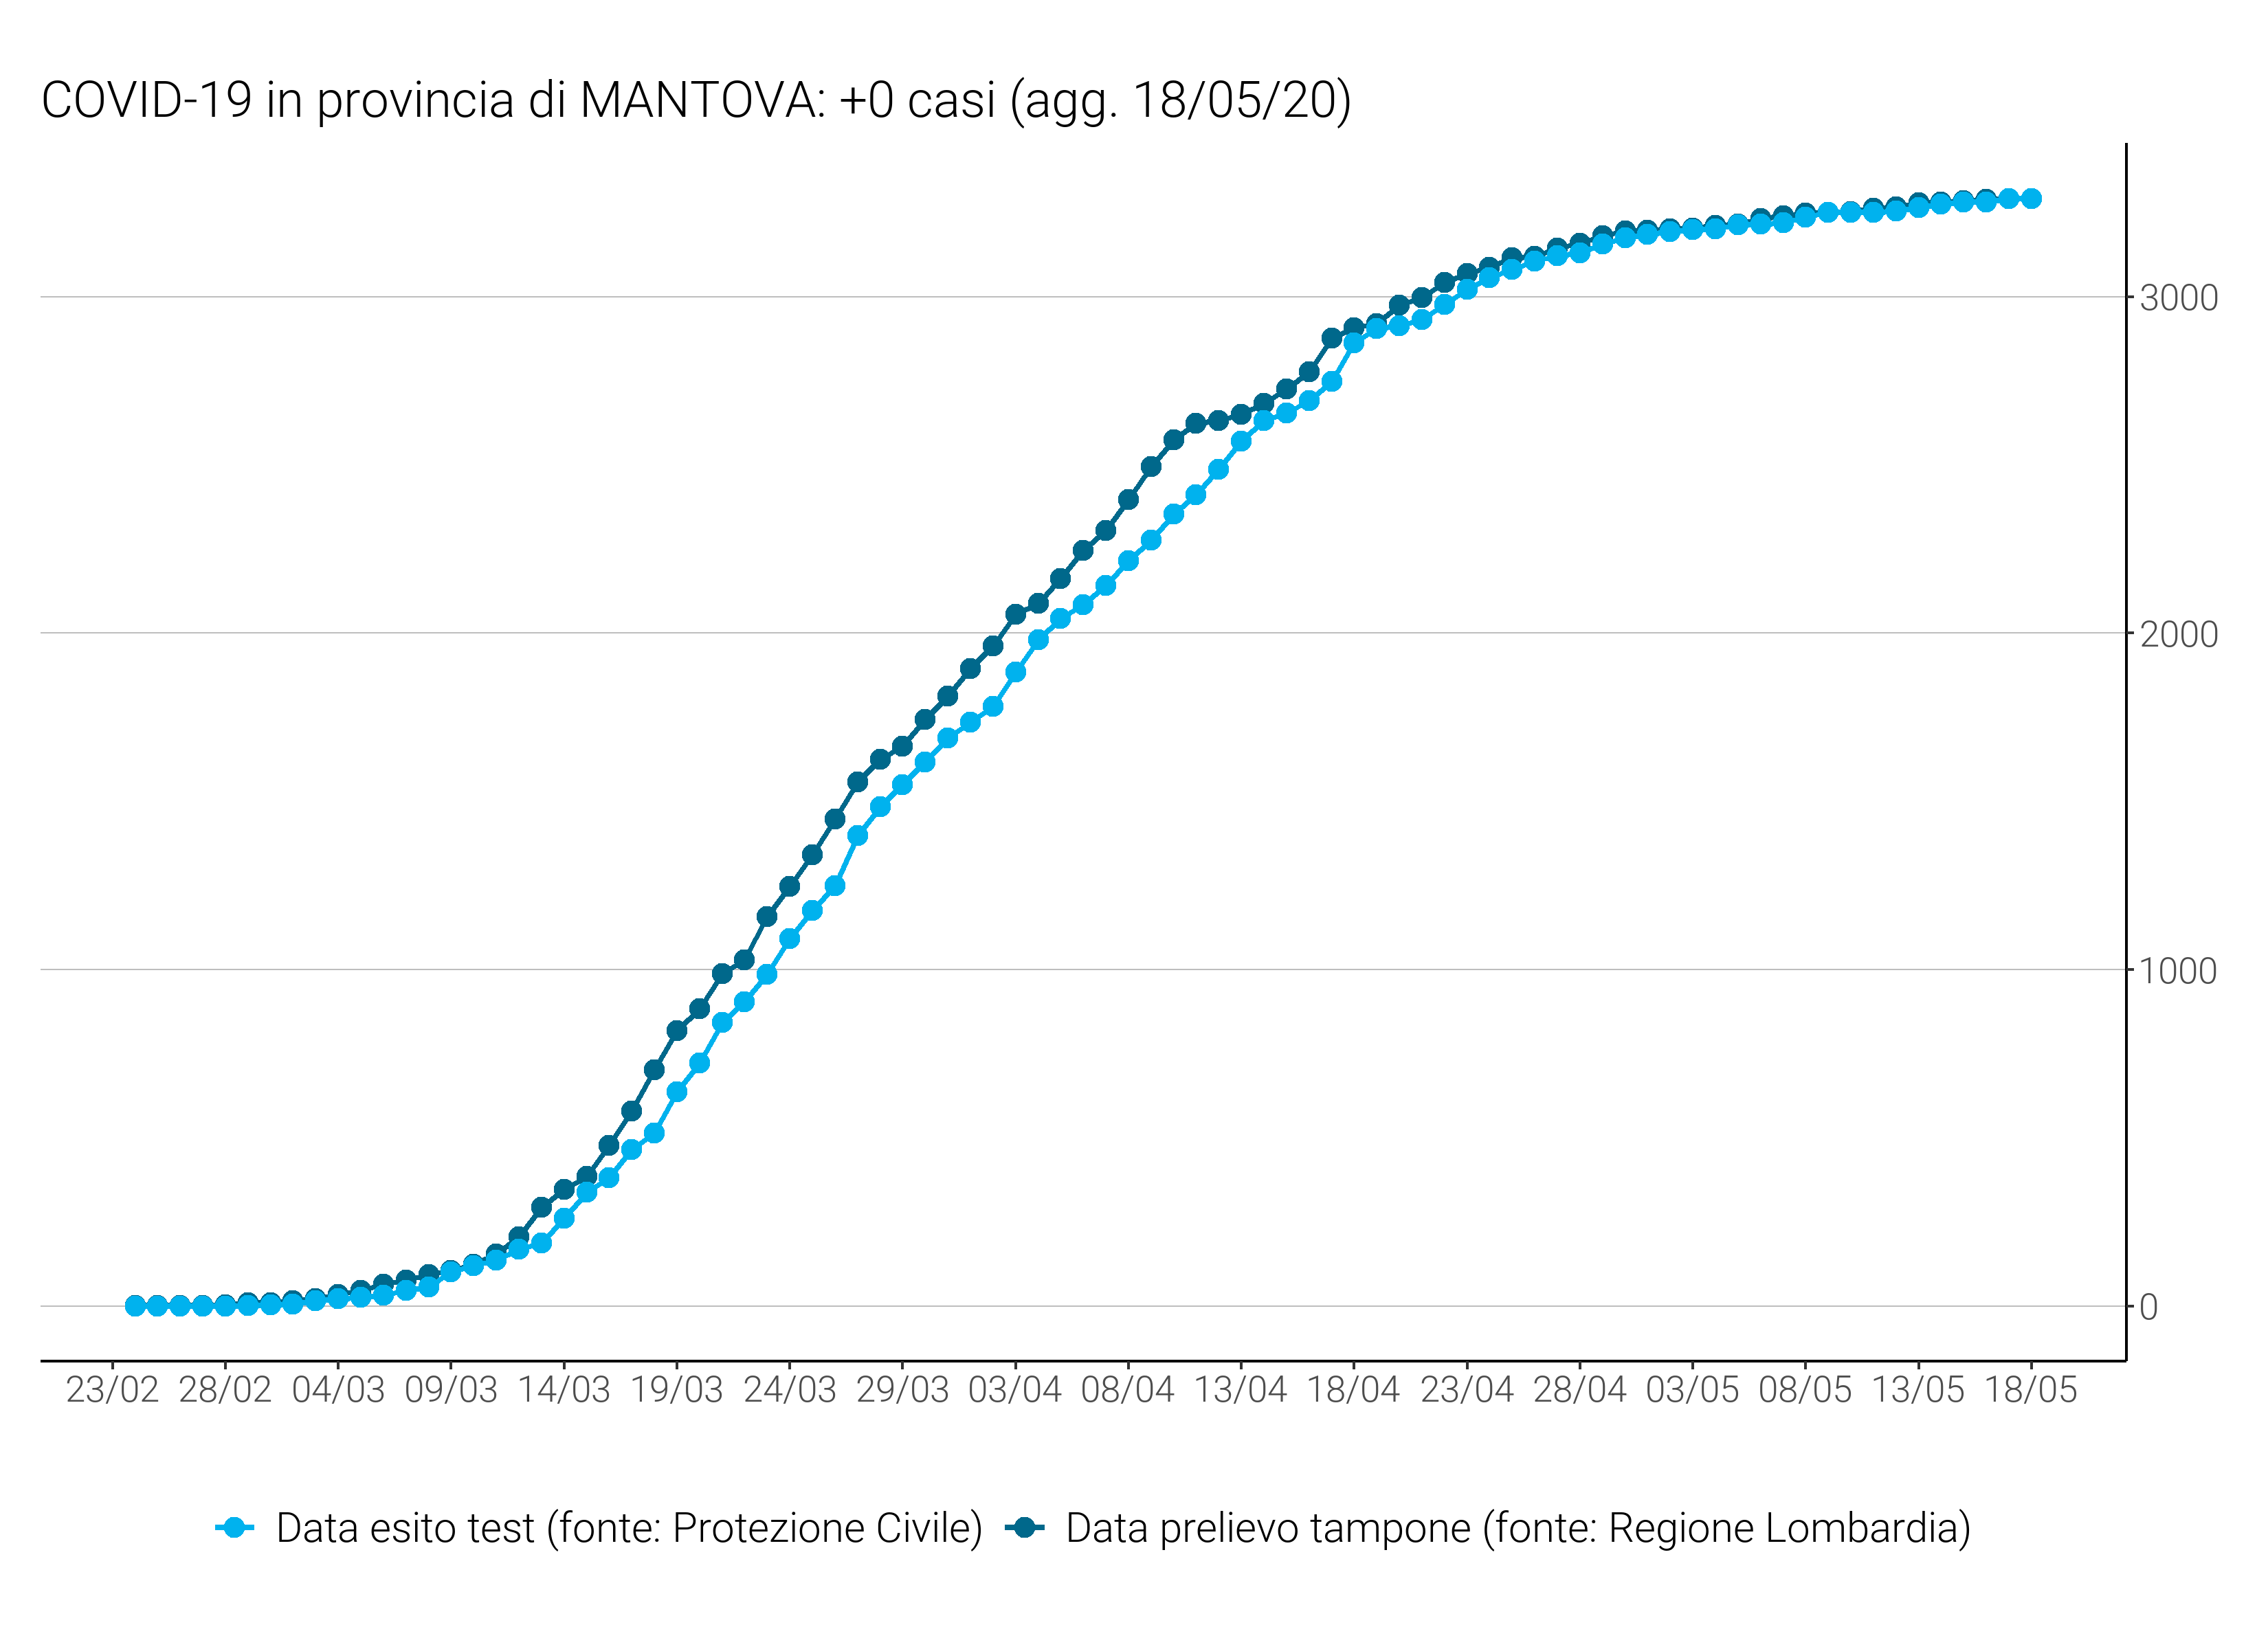 COVID-19 in provincia di MANTOVA: +0 casi (agg. 18/05/20)
3000
2000
1000
0
23/02 28/02 04/03 09/03 14/03 19/03 24/03 29/03 03/04 08/04 13/04 18/04 23/04 28/04 03/05 08/05 13/05 18/05
Data esito test (fonte: Protezione Civile) Data prelievo tampone (fonte: Regione Lombardia)